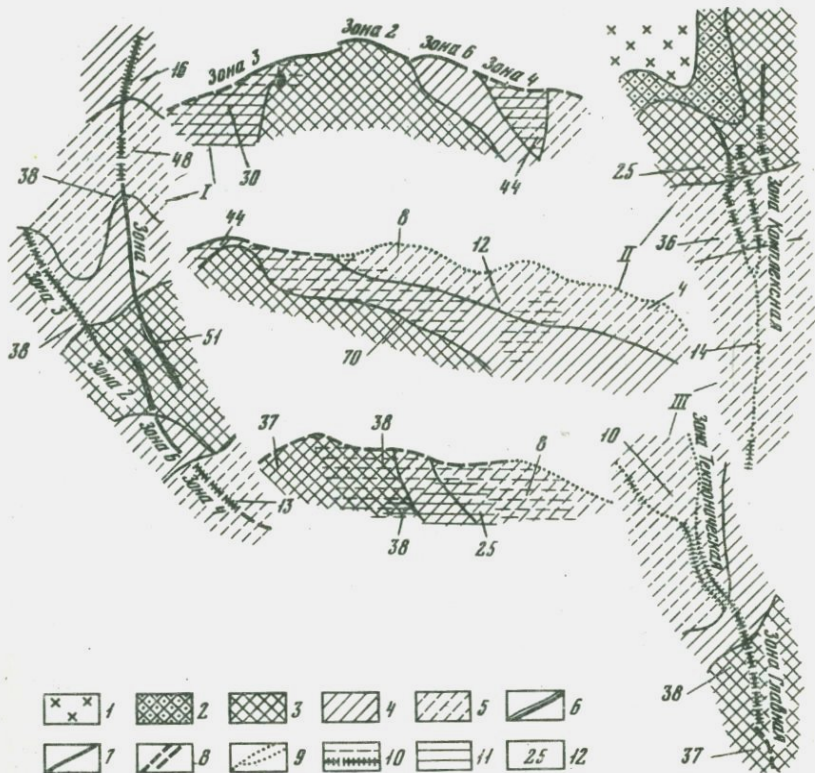 Зона 2
Зона 3
Зона 6
Зона 4
16
48
30
44
I
38
25
36
II
Зона Комплексная
44
8
12
4
Зона 1
Зона 3
38
51
70
14
Зона 2
Зона 6
Зона 4
13
37
38
8
38
25
III
10
Зона Тектоническая
38
Зона Главная
37
1
2
3
4
5
6
7
8
9
10
11
25
12